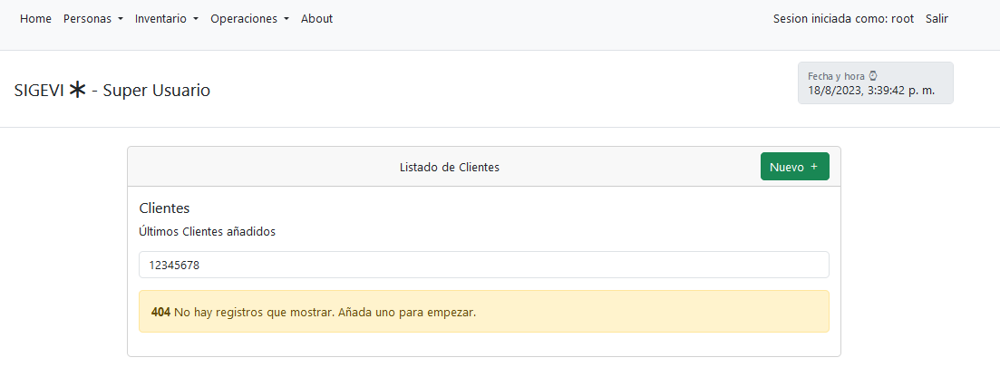 Home Personas Inventario Operaciones About Sesion iniciada como: root Salir
Fecha y hora ⌚
SIGEVI - Super Usuario 18/8/2023, 3:39:42 p. m.
Listado de Clientes Nuevo +
Clientes
Últimos Clientes añadidos
12345678
404 No hay registros que mostrar. Añada uno para empezar.